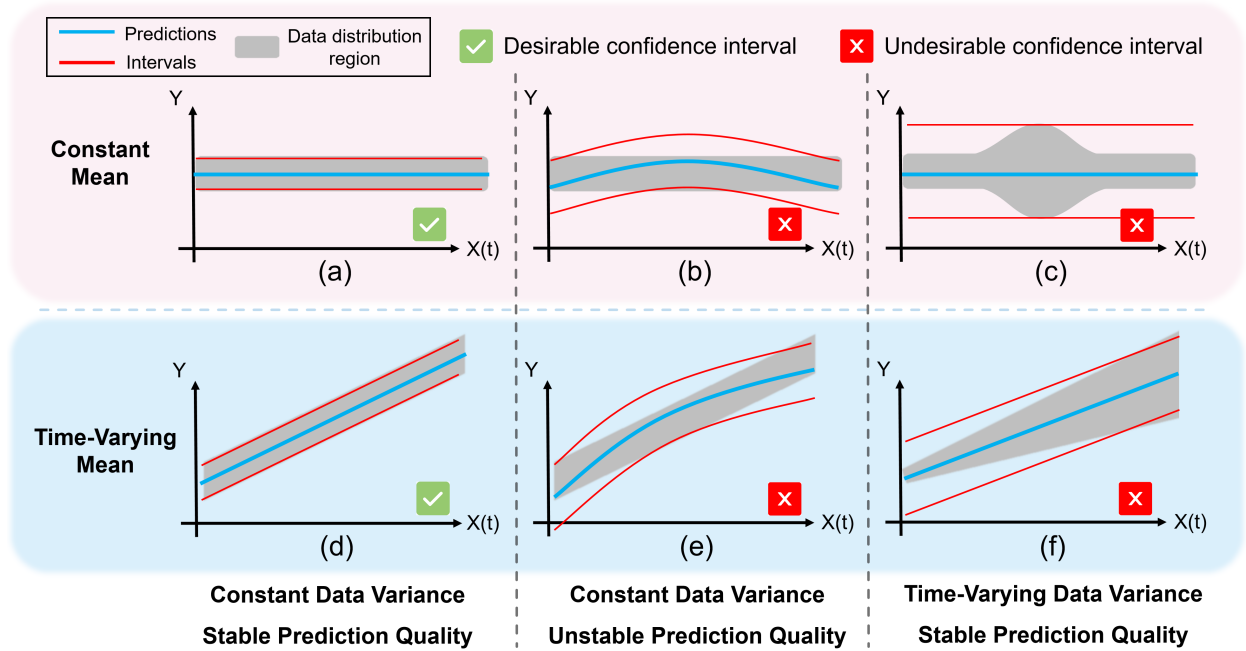 Predictions
Intervals
Data distribution
region
Desirable confidence interval
Undesirable confidence interval
Constant
Mean
Y
X(t)
(a)
Y
X(t)
(b)
Y
X(t)
(c)
Time-Varying
Mean
Y
X(t)
(d)
Y
X(t)
(e)
Y
X(t)
(f)
Constant Data Variance
Stable Prediction Quality
Constant Data Variance
Unstable Prediction Quality
Time-Varying Data Variance
Stable Prediction Quality